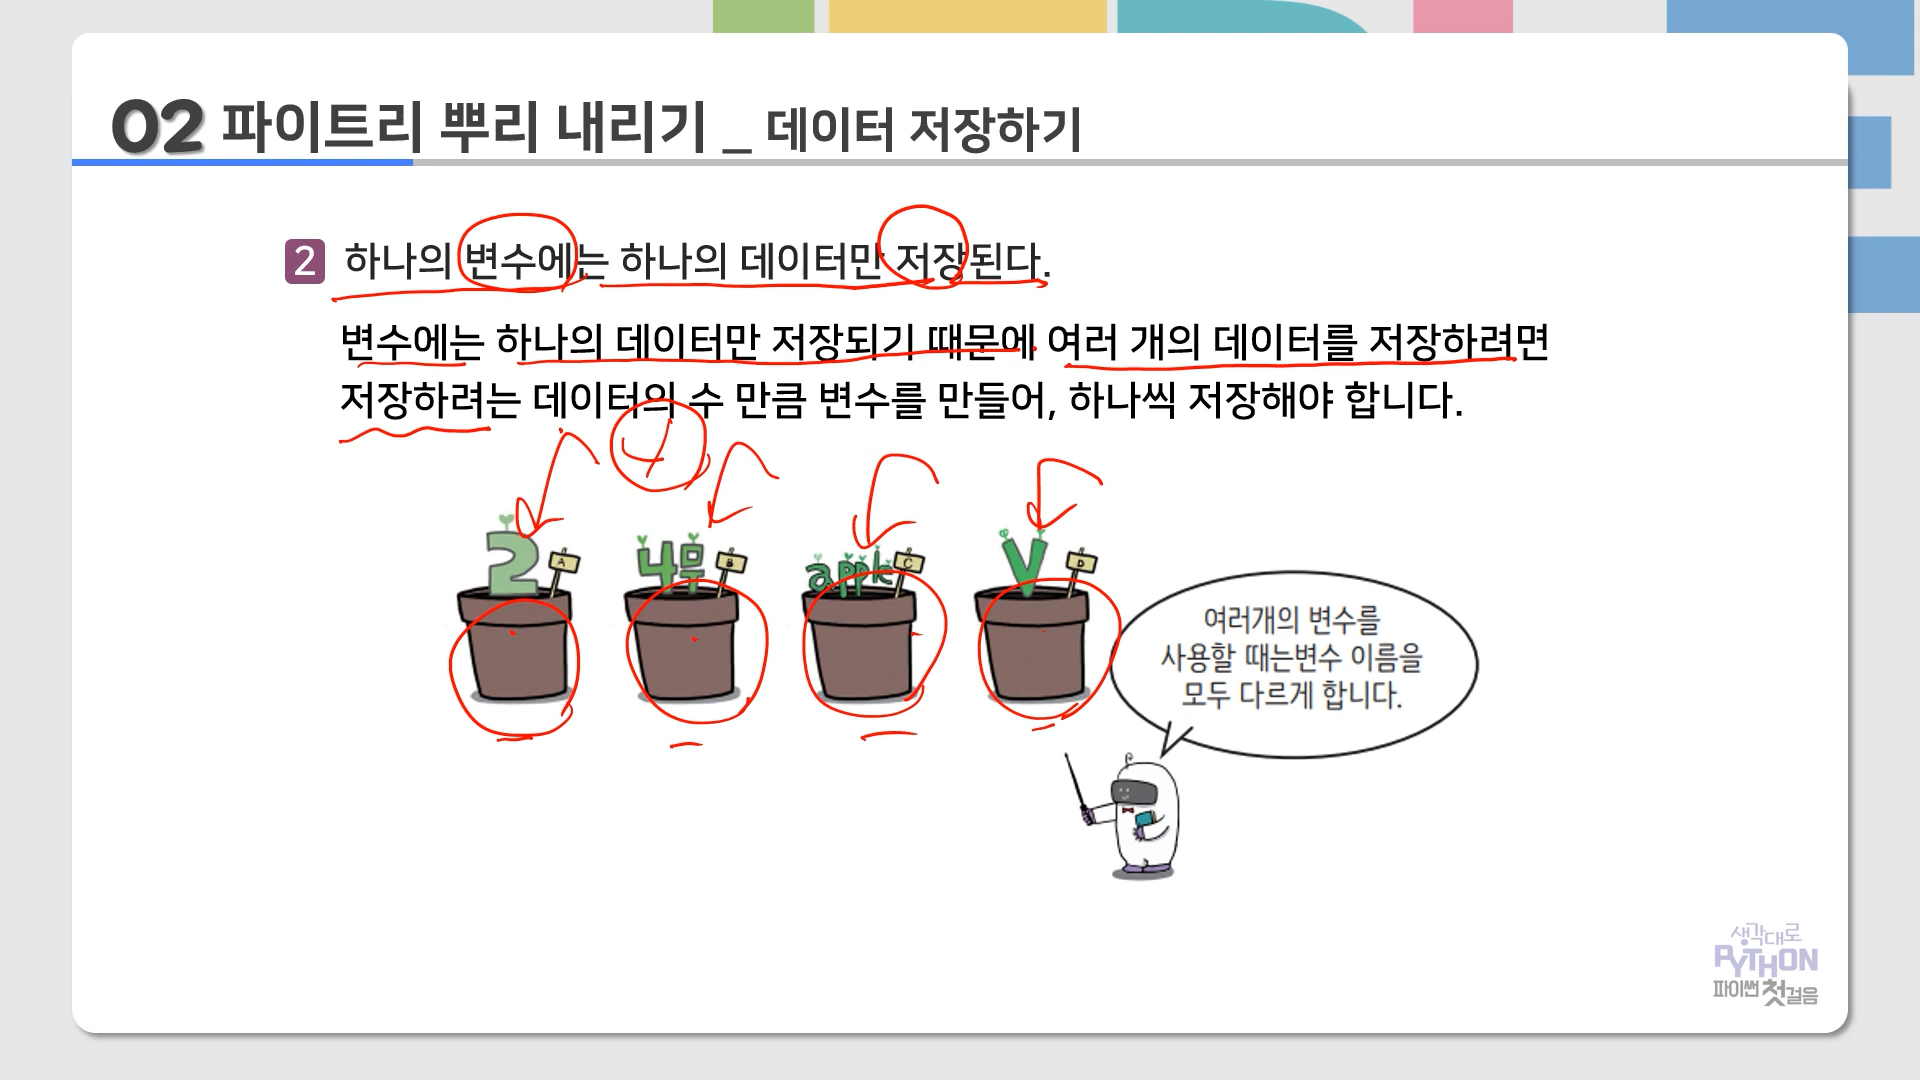 02 파이트리 뿌리 내리기 _ 데이터 저장하기
2 하나의 변수에는 하나의 데이터만 저장된다.
변수에는 하나의 데이터만 저장되기 때문에 여러 개의 데이터를 저장하려면
저장하려는 데이터의 수 만큼 변수를 만들어, 하나씩 저장해야 합니다.
4
2 A
나무 B
apple C
V D
여러개의 변수를
사용할 때는변수 이름을
모두 다르게 합니다.
생각대로
PYTHON
파이썬 첫걸음